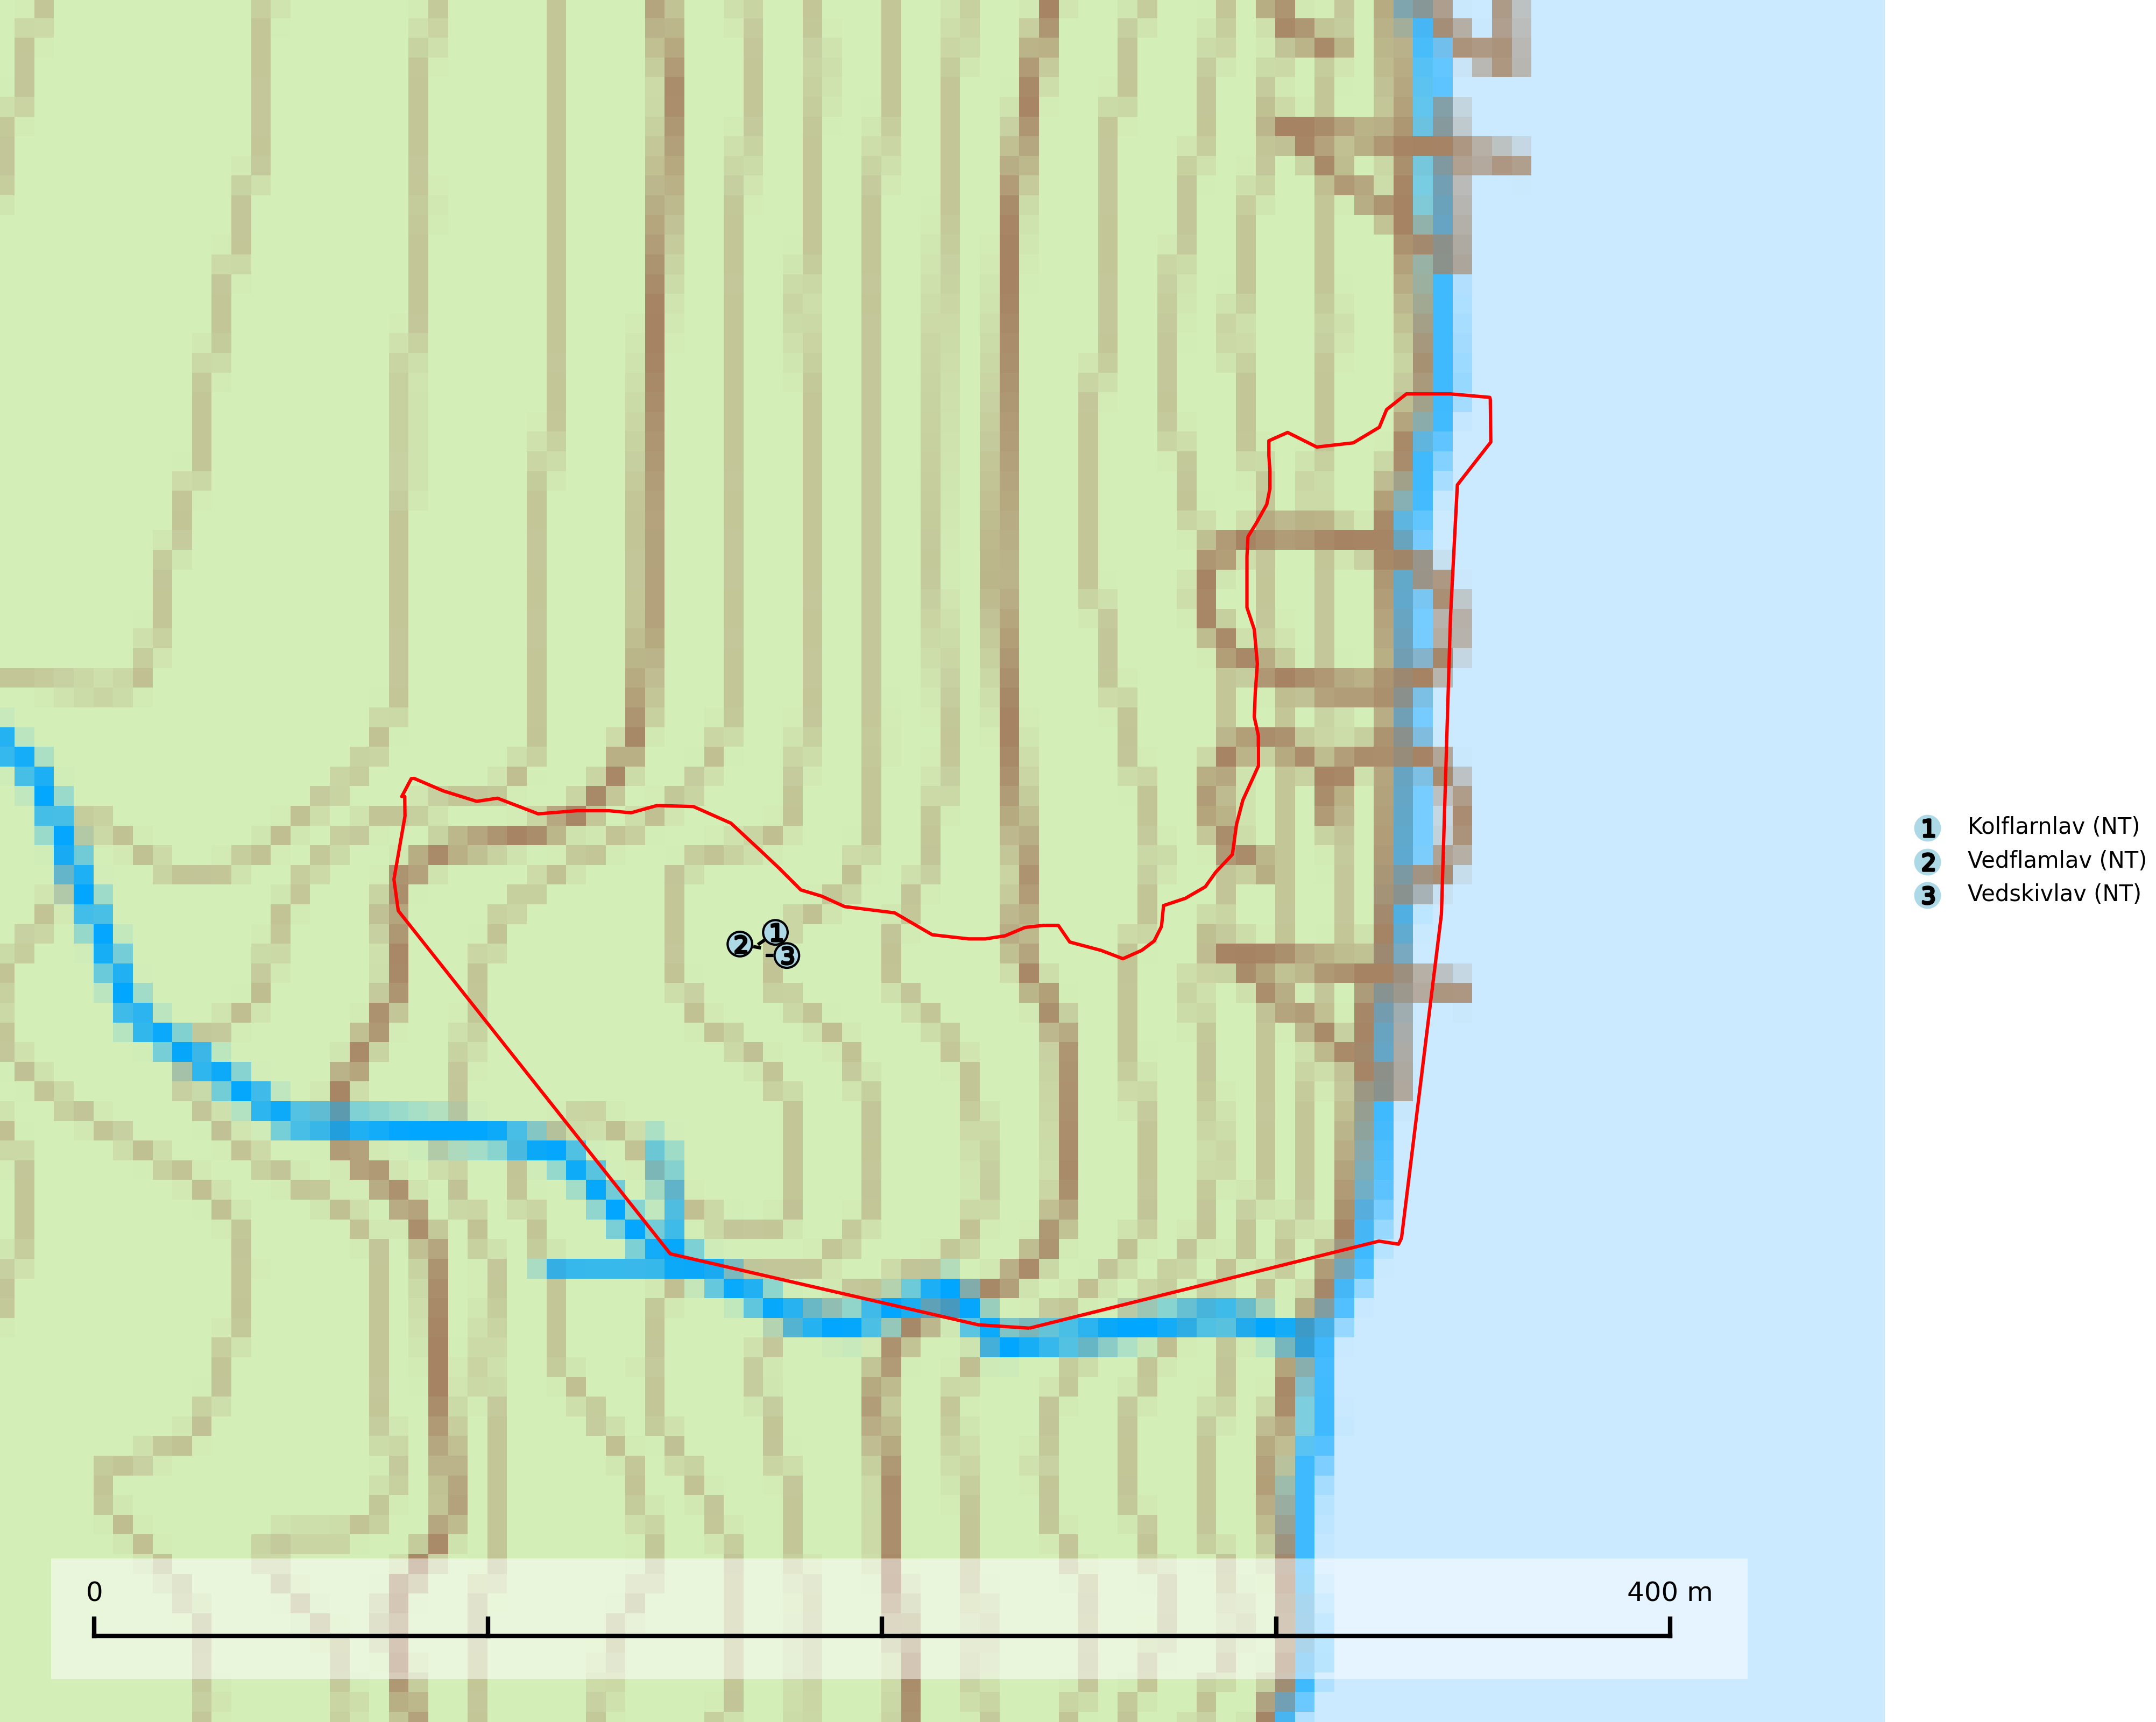 1 Kolflarnlav (NT)
2 Vedflamlav (NT)
3 Vedskivlav (NT)
1
2
3
0 400 m